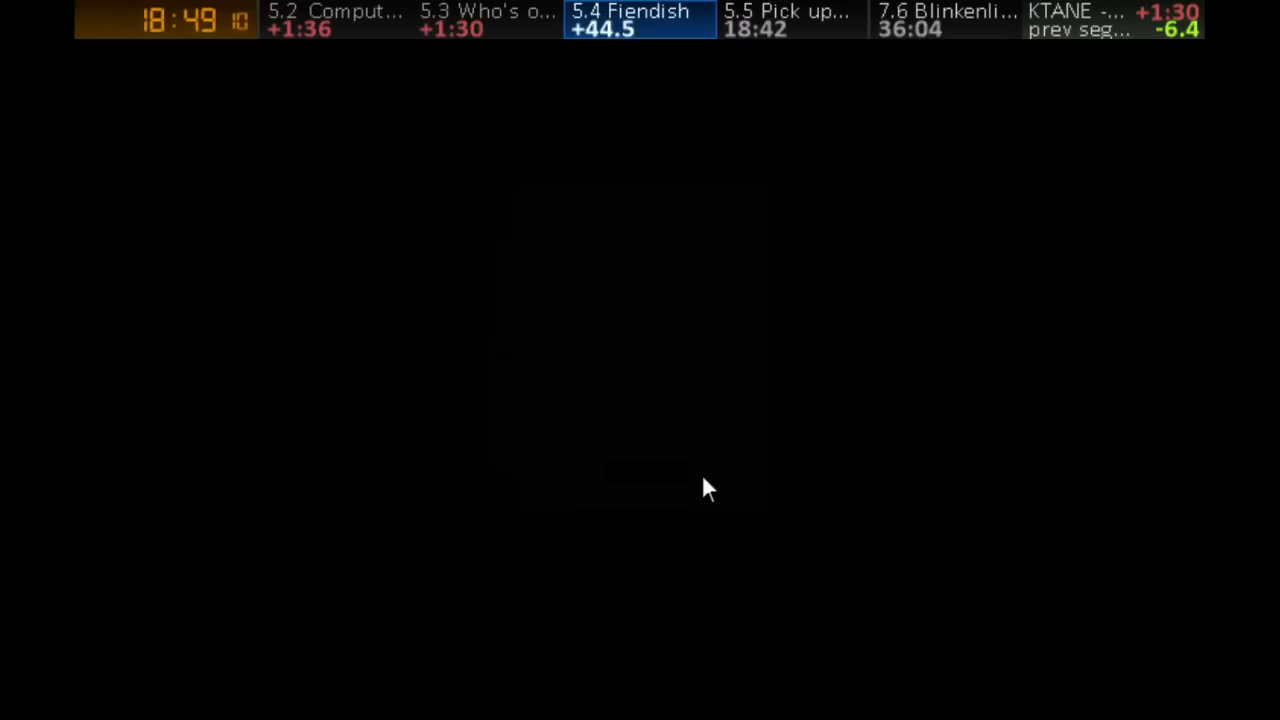 18:49 10
5.2 Comput...
+1:36
5.3 Who's o...
+1:30
5.4 Fiendish
+44.5
5.5 Pick up...
18:42
7.6 Blinkenli...
36:04
KTANE -... +1:30
prev seg... -6.4